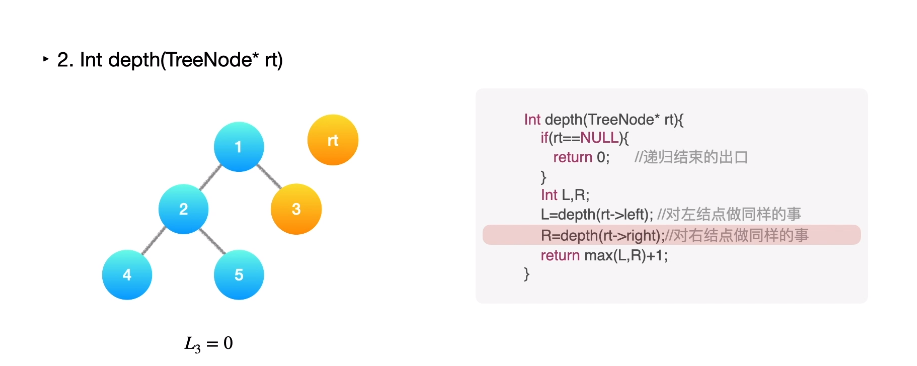 ‣ 2. Int depth(TreeNode* rt)
1
rt
2
3
4
5
L₃ = 0
Int depth(TreeNode* rt){
if(rt==NULL){
return 0; //递归结束的出口
}
Int L,R;
L=depth(rt->left); //对左结点做同样的事
R=depth(rt->right);//对右结点做同样的事
return max(L,R)+1;
}